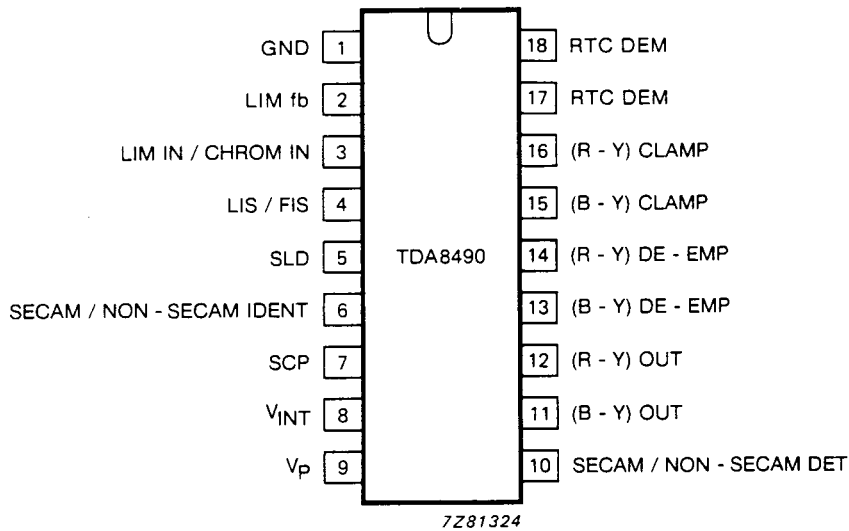 GND 1 18 RTC DEM
LIM fb 2 17 RTC DEM
LIM IN / CHROM IN 3 16 (R - Y) CLAMP
LIS / FIS 4 15 (B - Y) CLAMP
SLD 5 TDA8490 14 (R - Y) DE - EMP
SECAM / NON - SECAM IDENT 6 13 (B - Y) DE - EMP
SCP 7 12 (R - Y) OUT
VINT 8 11 (B - Y) OUT
VP 9 10 SECAM / NON - SECAM DET
7Z81324